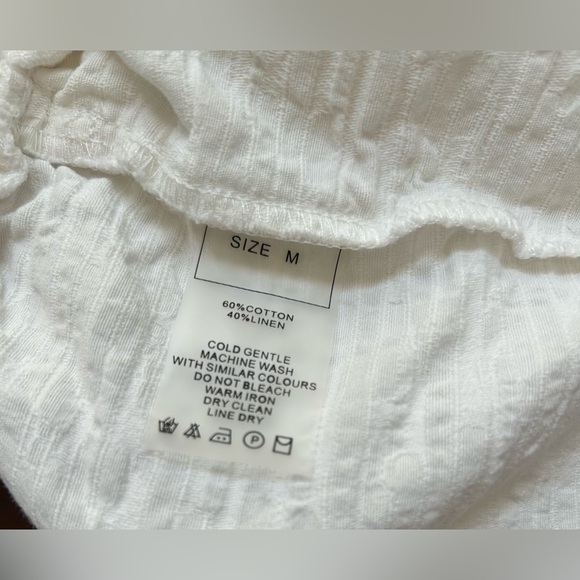 SIZE M
60%COTTON
40%LINEN
COLD GENTLE
MACHINE WASH
WITH SIMILAR COLOURS
DO NOT BLEACH
WARM IRON
DRY CLEAN
LINE DRY
P